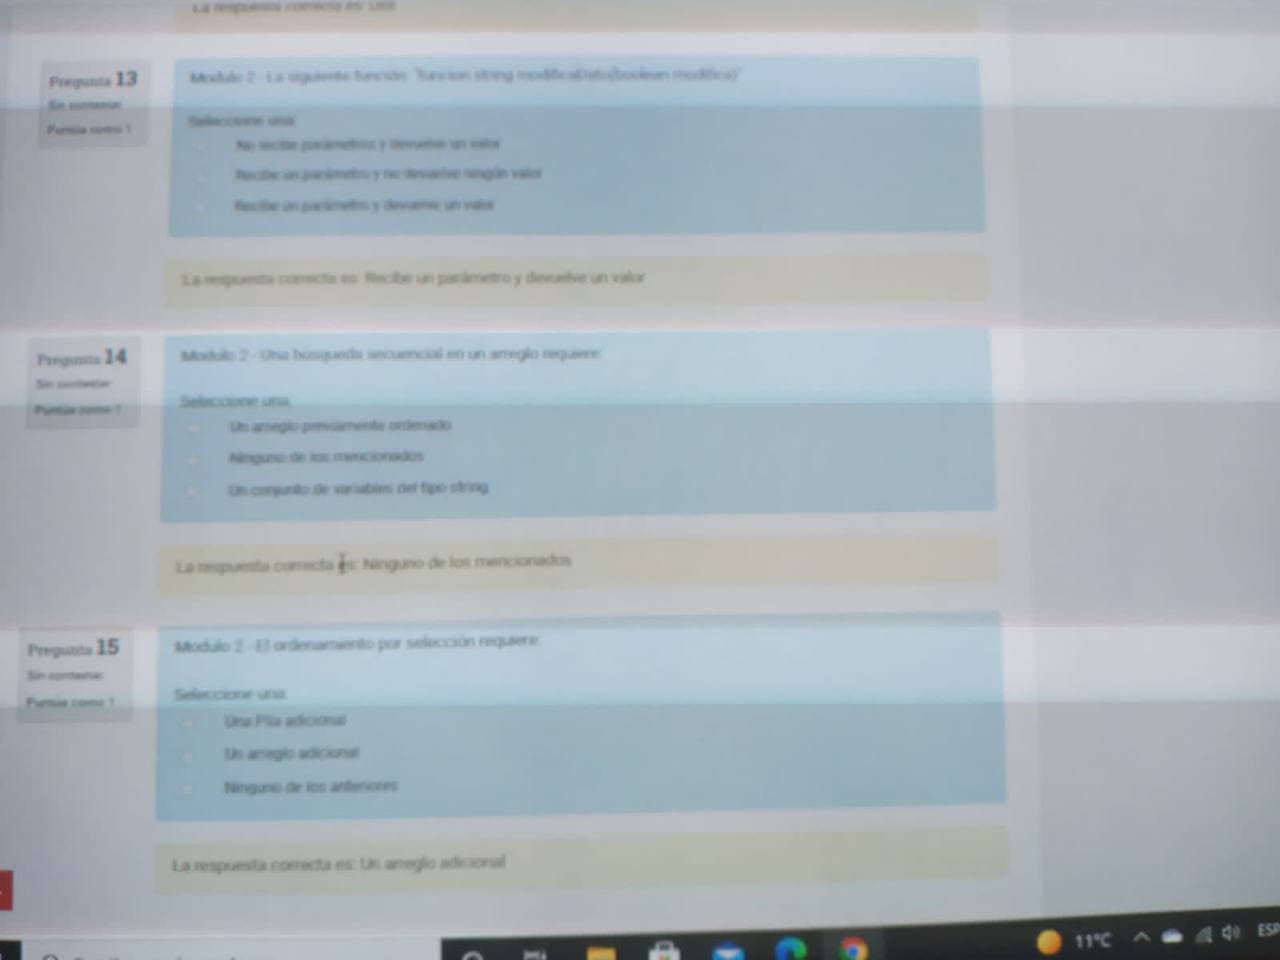 La respuesta correcta es: Lista
Pregunta 13
Sin contestar
Puntúa como 1
Modulo 2 - La siguiente función: "funcion string modificaDato(boolean modifica)"
Seleccione una:
No recibe parámetros y devuelve un valor
Recibe un parámetro y no devuelve ningún valor
Recibe un parámetro y devuelve un valor
La respuesta correcta es: Recibe un parámetro y devuelve un valor
Pregunta 14
Sin contestar
Puntúa como 1
Modulo 2 - Una búsqueda secuencial en un arreglo requiere:
Seleccione una:
Un arreglo previamente ordenado
Ninguno de los mencionados
Un conjunto de variables del tipo string
La respuesta correcta es: Ninguno de los mencionados
Pregunta 15
Sin contestar
Puntúa como 1
Modulo 2 - El ordenamiento por selección requiere:
Seleccione una:
Una Pila adicional
Un arreglo adicional
Ninguno de los anteriores
La respuesta correcta es: Un arreglo adicional
11°C
ESP